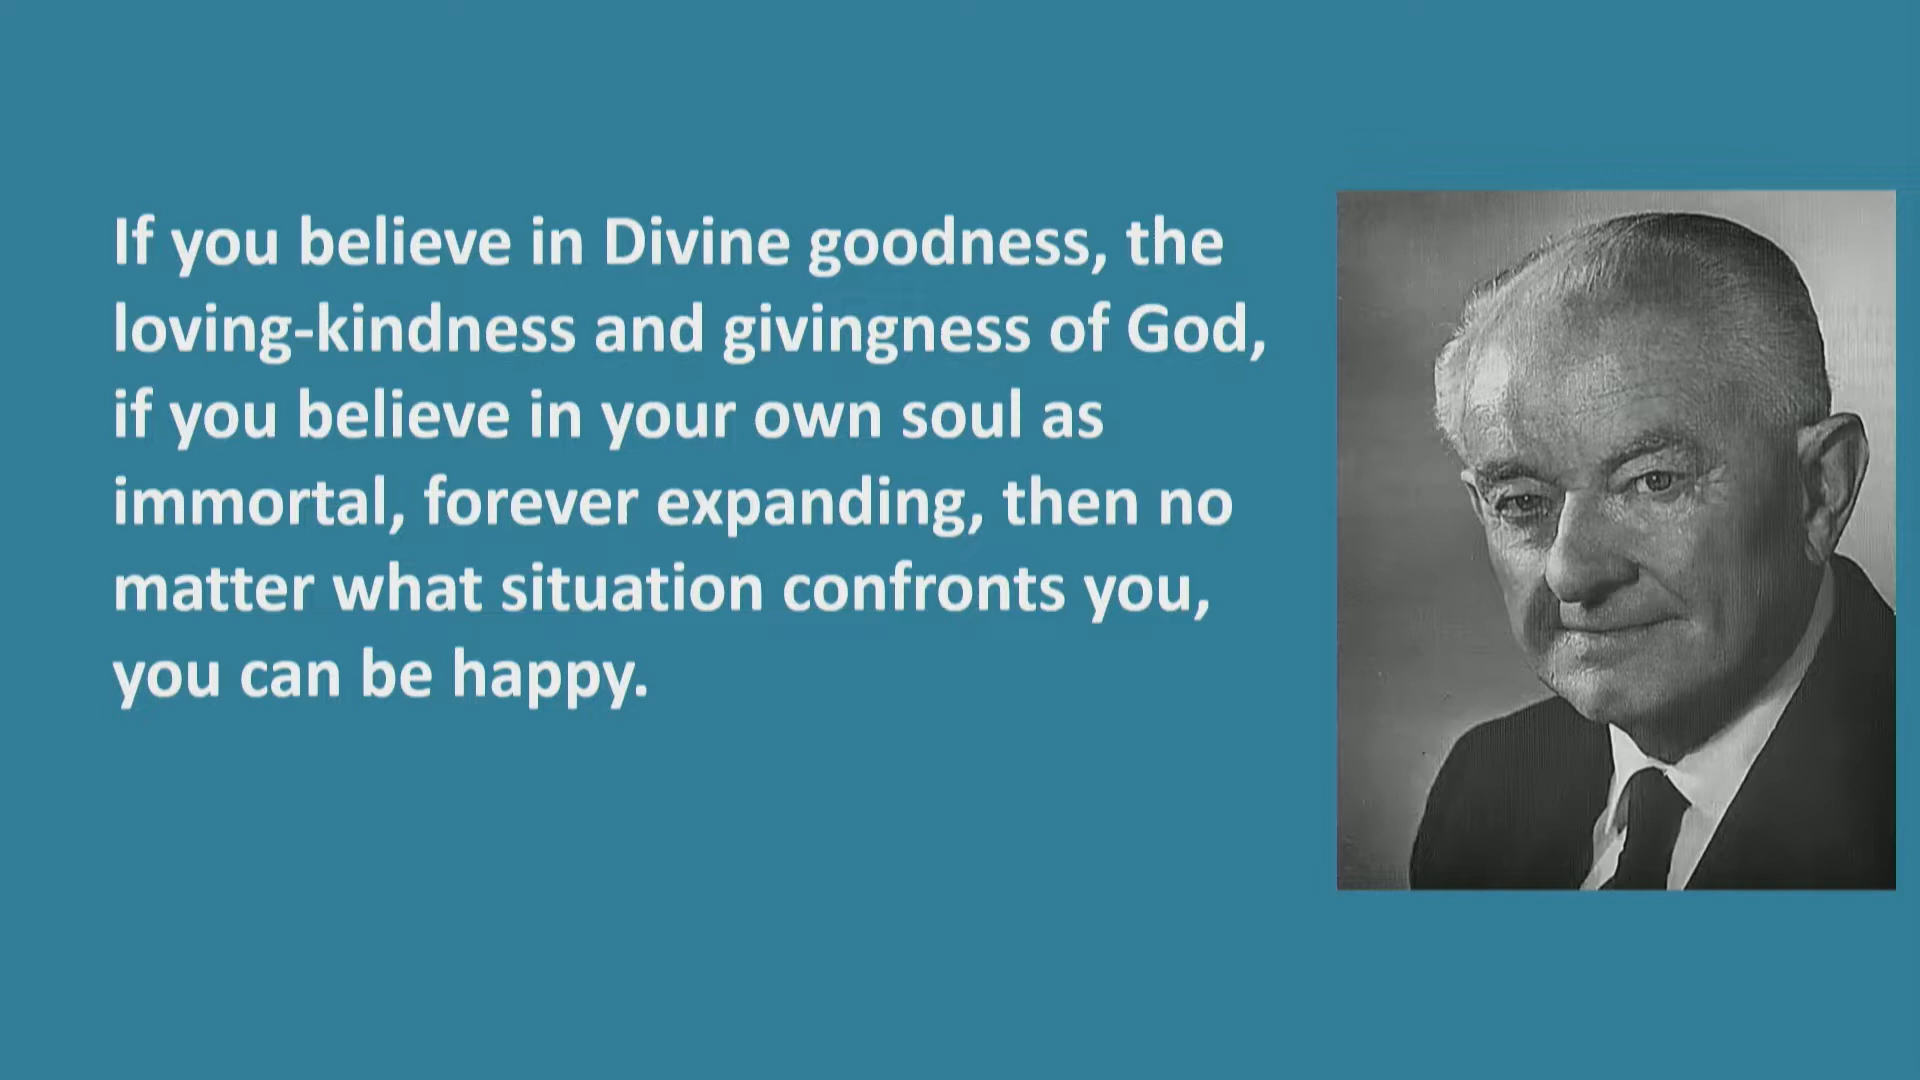 If you believe in Divine goodness, the
loving-kindness and givingness of God,
if you believe in your own soul as
immortal, forever expanding, then no
matter what situation confronts you,
you can be happy.